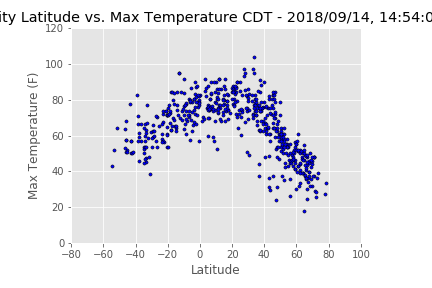 ity Latitude vs. Max Temperature CDT - 2018/09/14, 14:54:0
120
100
80
60
40
20
0
Max Temperature (F)
−80 −60 −40 −20 0 20 40 60 80 100
Latitude